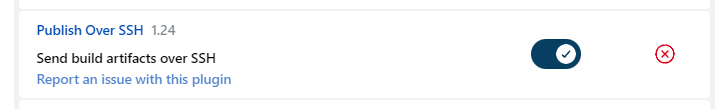 Publish Over SSH 1.24
Send build artifacts over SSH
Report an issue with this plugin